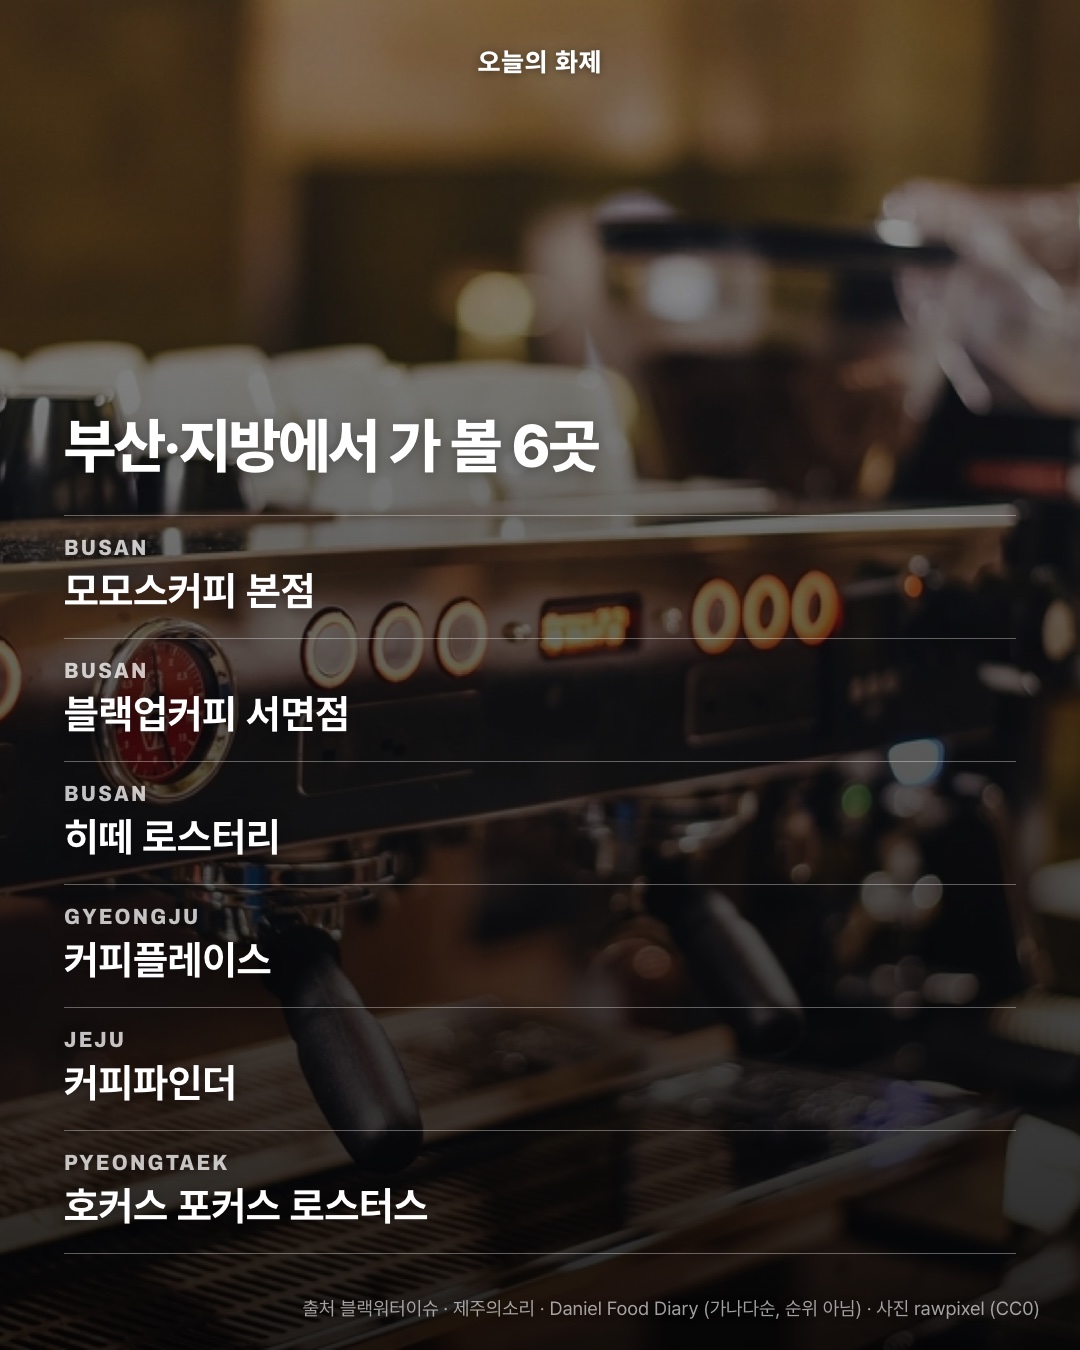 오늘의 화제
부산·지방에서 가 볼 6곳
BUSAN
모모스커피 본점
BUSAN
블랙업커피 서면점
BUSAN
히떼 로스터리
GYEONGJU
커피플레이스
JEJU
커피파인더
PYEONGTAEK
호커스 포커스 로스터스
출처 블랙워터이슈 · 제주의소리 · Daniel Food Diary (가나다순, 순위 아님) · 사진 rawpixel (CC0)